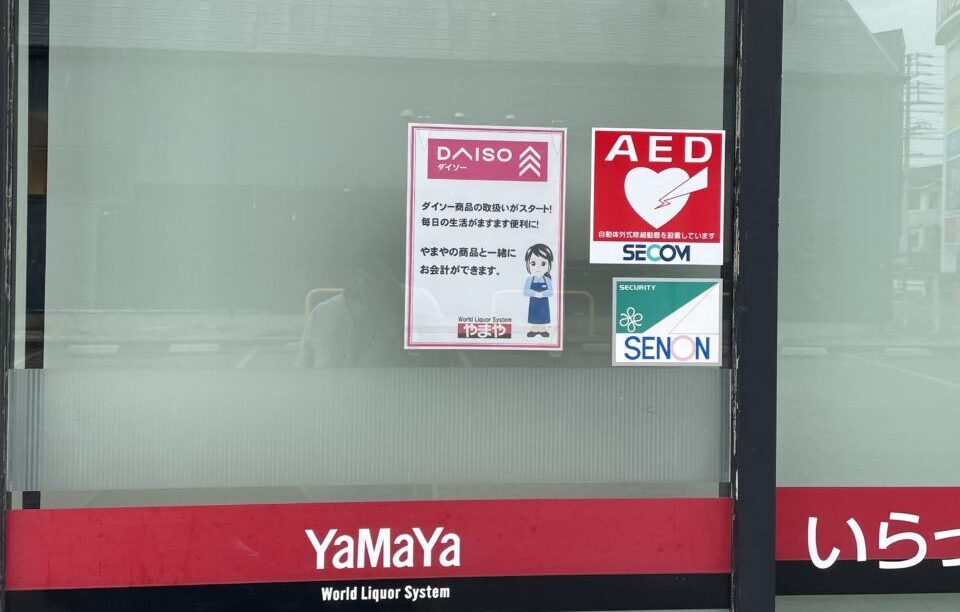 DAISO
ダイソー
ダイソー商品の取扱いがスタート!
毎日の生活がますます便利に!
やまやの商品と一緒に
お会計ができます。
World Liquor System
やまや
AED
自動体外式除細動器を設置しています
SECOM
SECURITY
SENON
YaMaYa
World Liquor System
いらっ